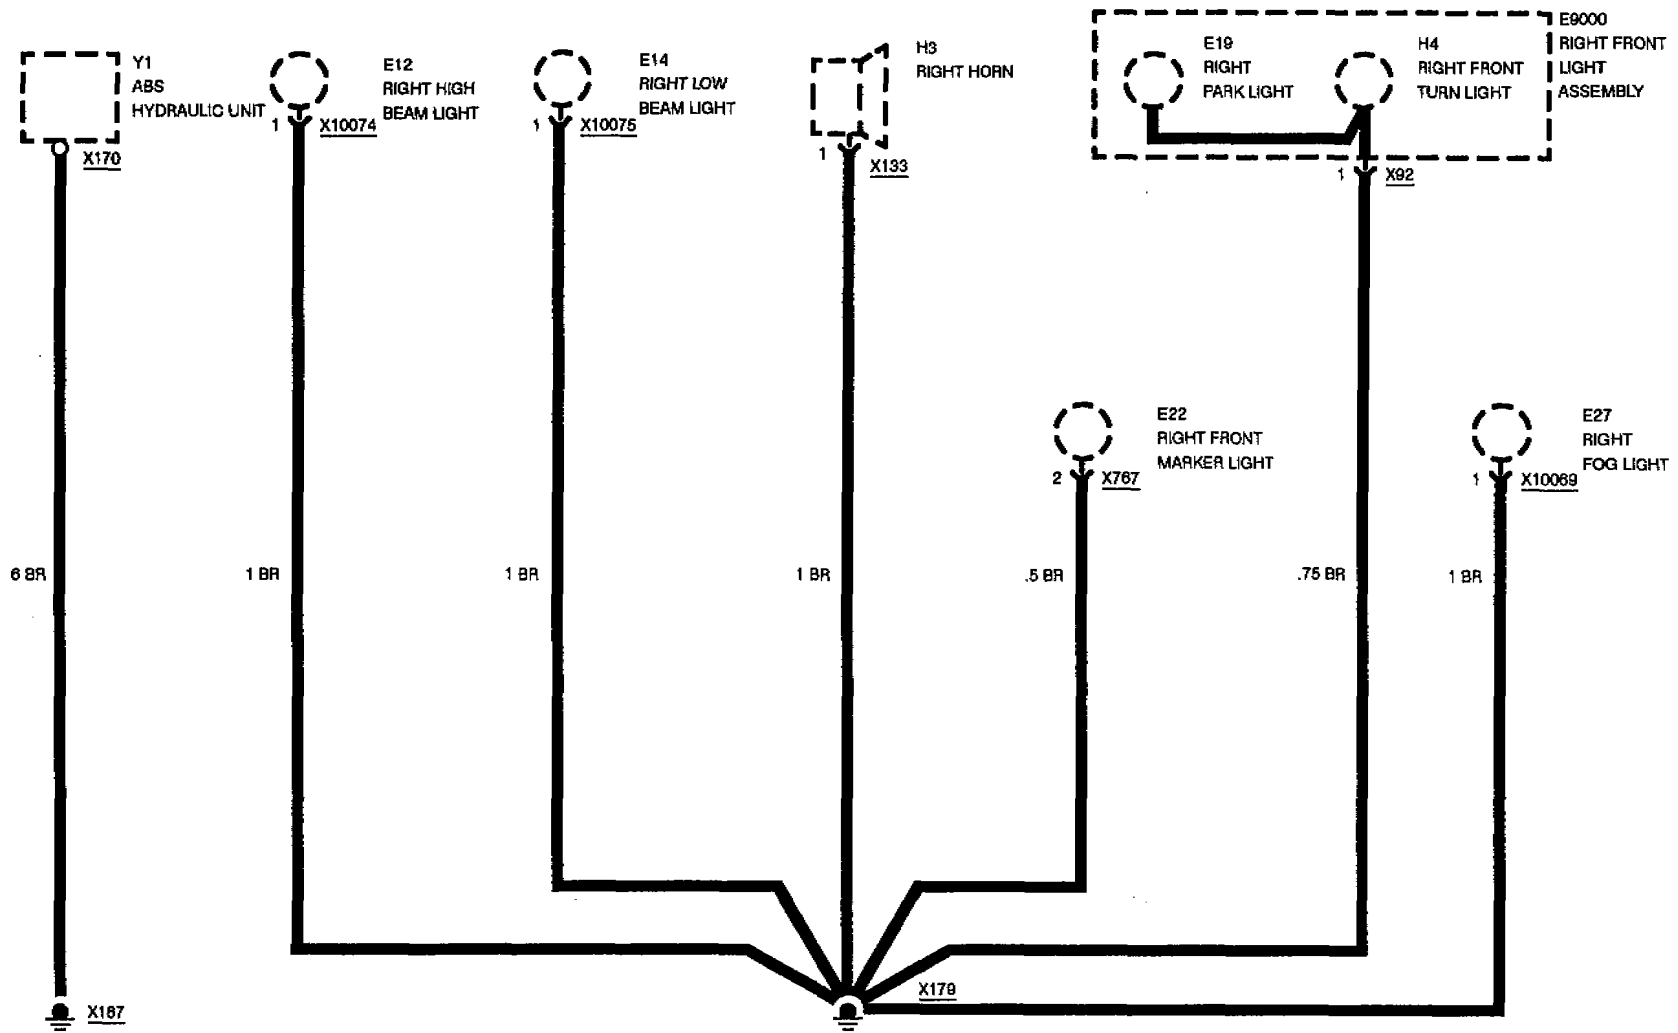 Y1
ABS
HYDRAULIC UNIT
X170
E12
RIGHT HIGH
BEAM LIGHT
1
X10074
E14
RIGHT LOW
BEAM LIGHT
1
X10075
H3
RIGHT HORN
1
X133
E19
RIGHT
PARK LIGHT
H4
RIGHT FRONT
TURN LIGHT
E9000
RIGHT FRONT
LIGHT
ASSEMBLY
1
X92
E22
RIGHT FRONT
MARKER LIGHT
2
X767
E27
RIGHT
FOG LIGHT
1
X10069
6 BR
1 BR
1 BR
1 BR
.5 BR
.75 BR
1 BR
X187
X179